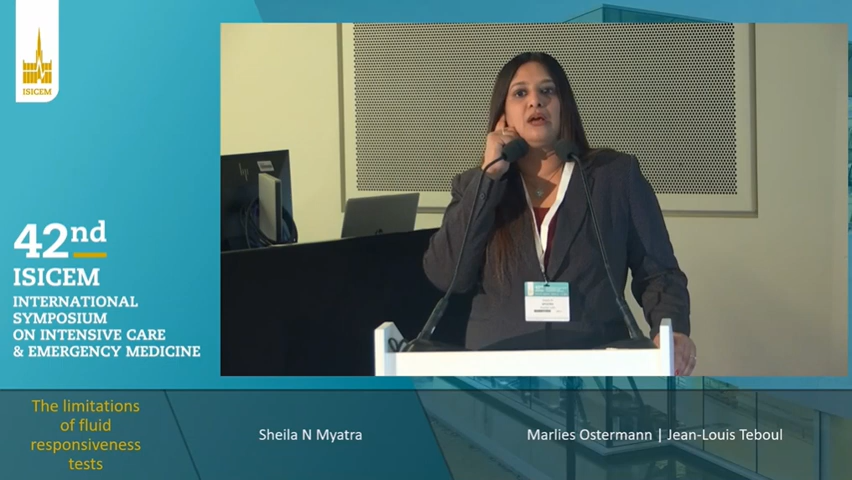 ISICEM
42nd
ISICEM
INTERNATIONAL
SYMPOSIUM
ON INTENSIVE CARE
& EMERGENCY MEDICINE
The limitations
of fluid
responsiveness
tests
Sheila N Myatra
Marlies Ostermann | Jean-Louis Teboul